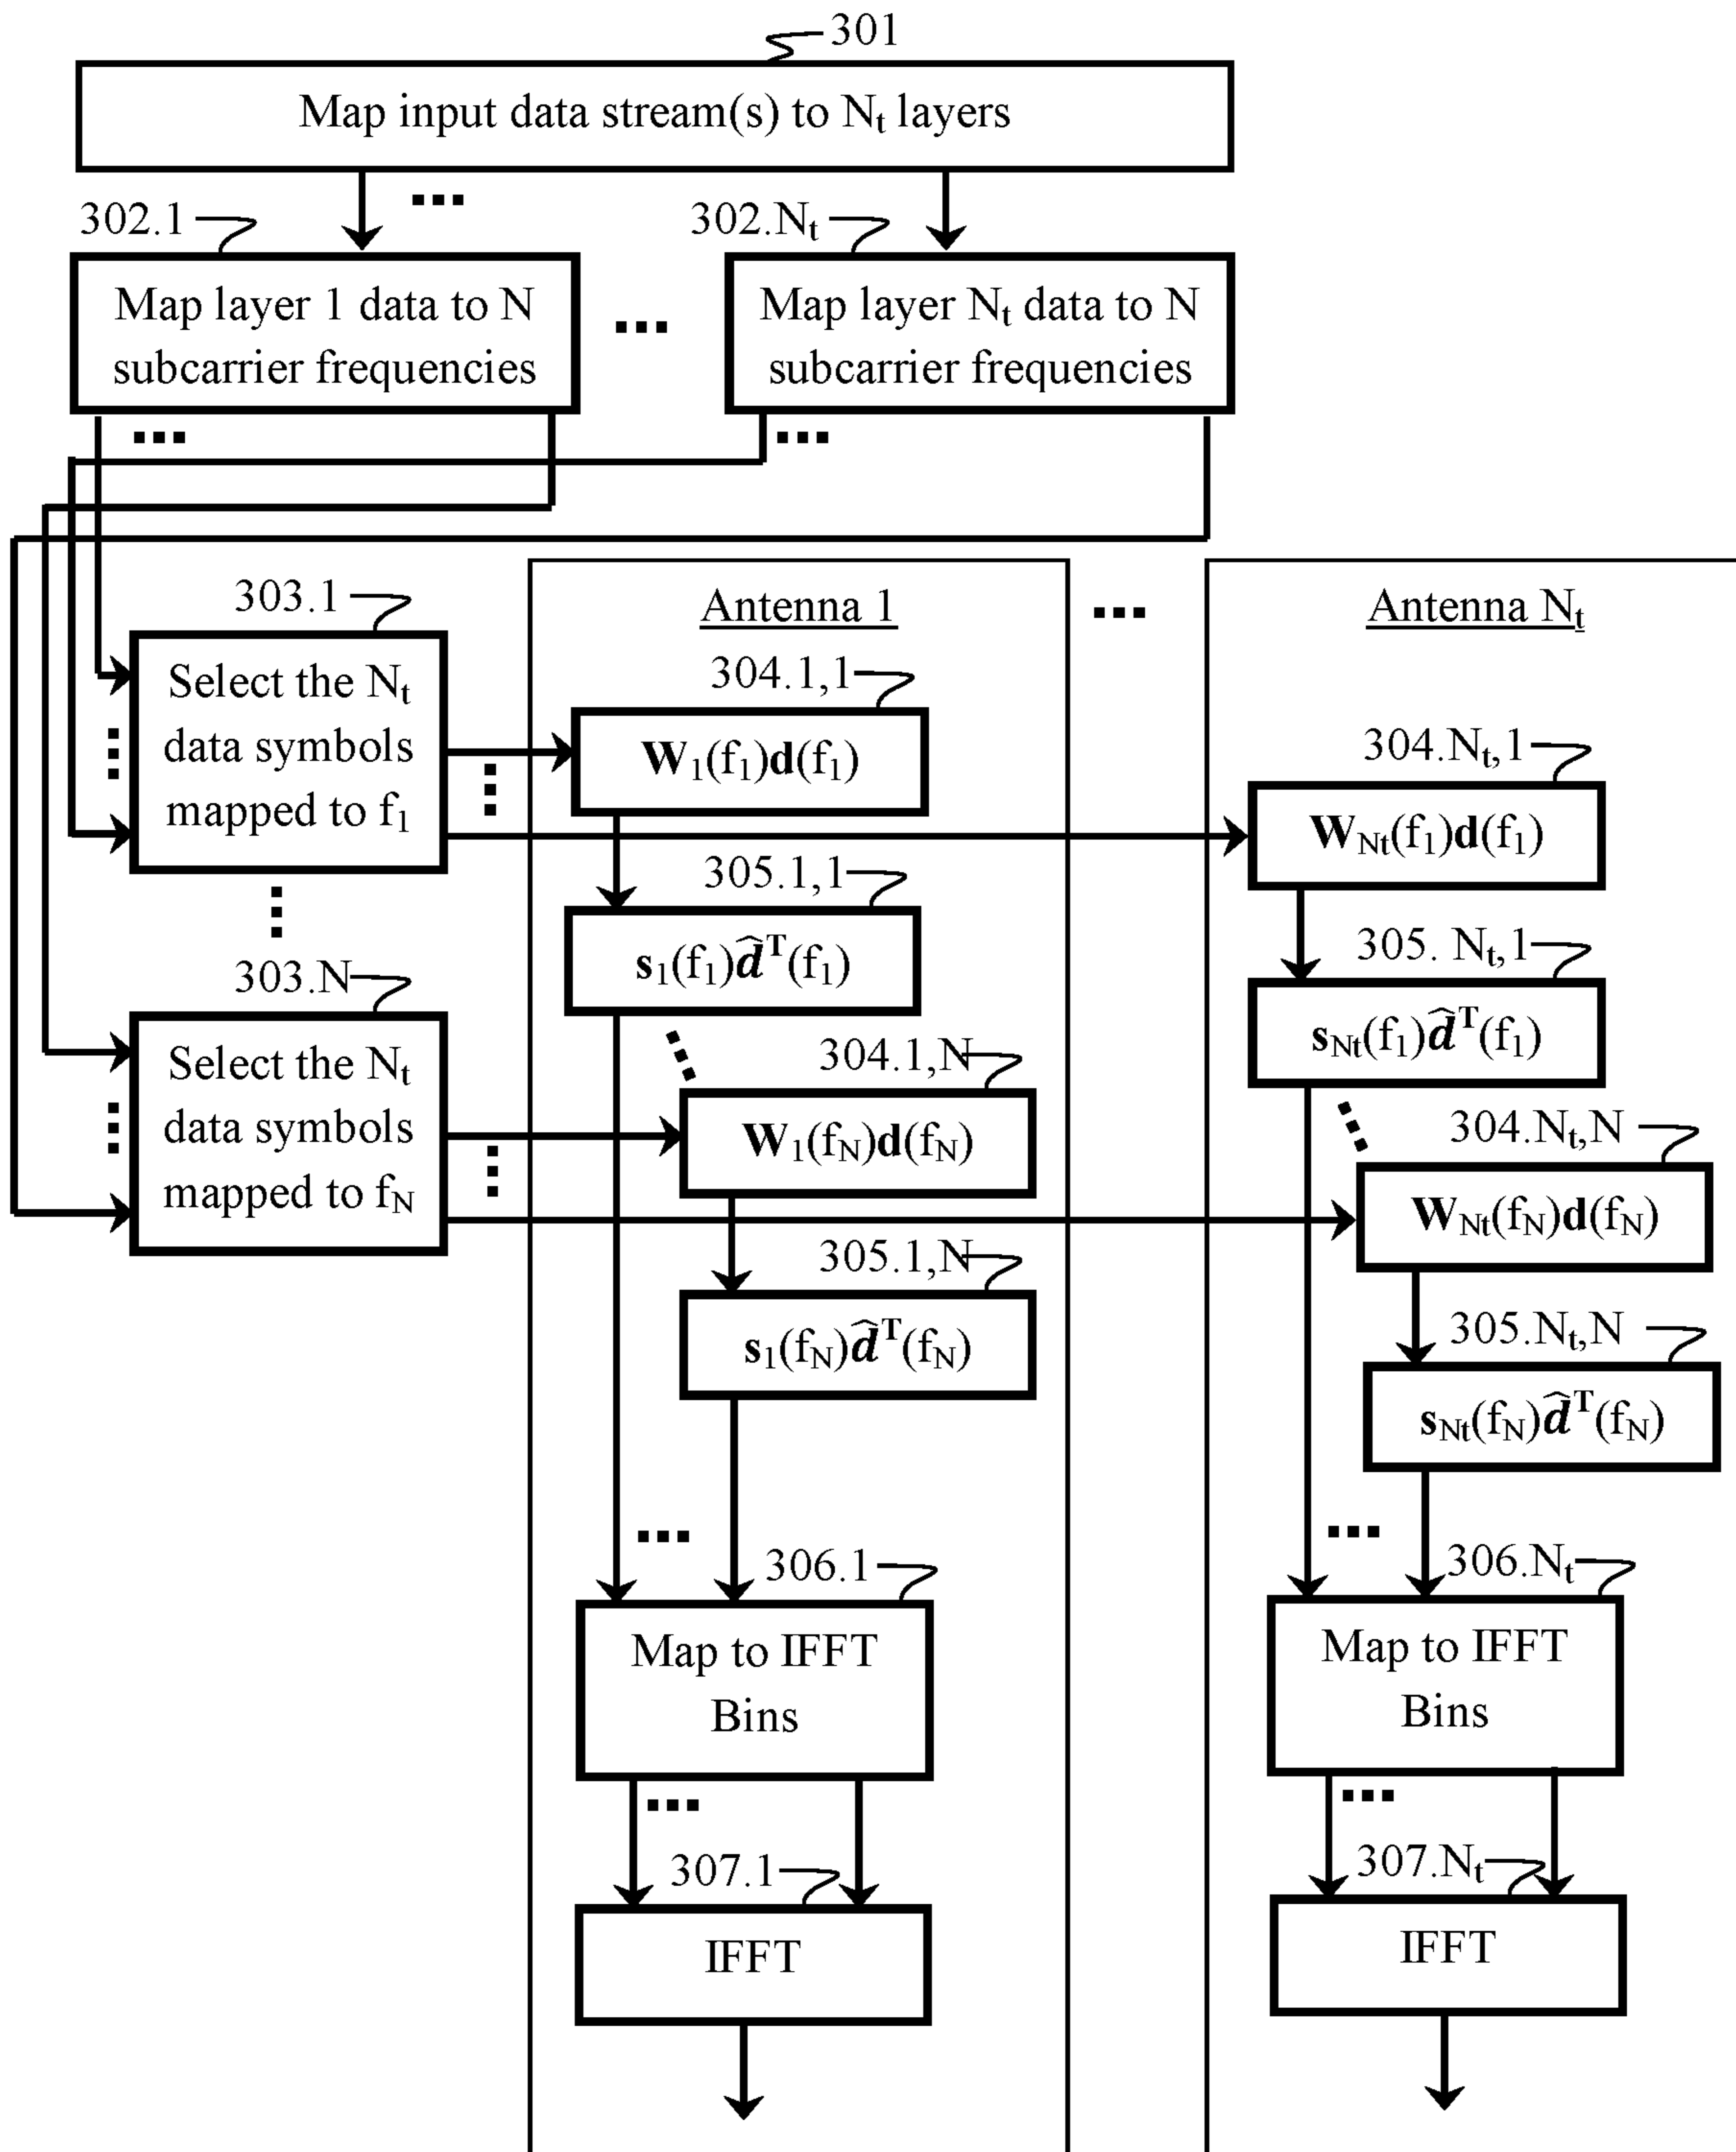 301
Map input data stream(s) to Nt layers
302.1
302.Nt
Map layer 1 data to N
subcarrier frequencies
Map layer Nt data to N
subcarrier frequencies
303.1
Select the Nt
data symbols
mapped to f1
303.N
Select the Nt
data symbols
mapped to fN
Antenna 1
304.1,1
W1(f1)d(f1)
305.1,1
s1(f1)d̂T(f1)
304.1,N
W1(fN)d(fN)
305.1,N
s1(fN)d̂T(fN)
306.1
Map to IFFT
Bins
307.1
IFFT
Antenna Nt
304.Nt,1
WNt(f1)d(f1)
305. Nt,1
sNt(f1)d̂T(f1)
304.Nt,N
WNt(fN)d(fN)
305.Nt,N
sNt(fN)d̂T(fN)
306.Nt
Map to IFFT
Bins
307.Nt
IFFT